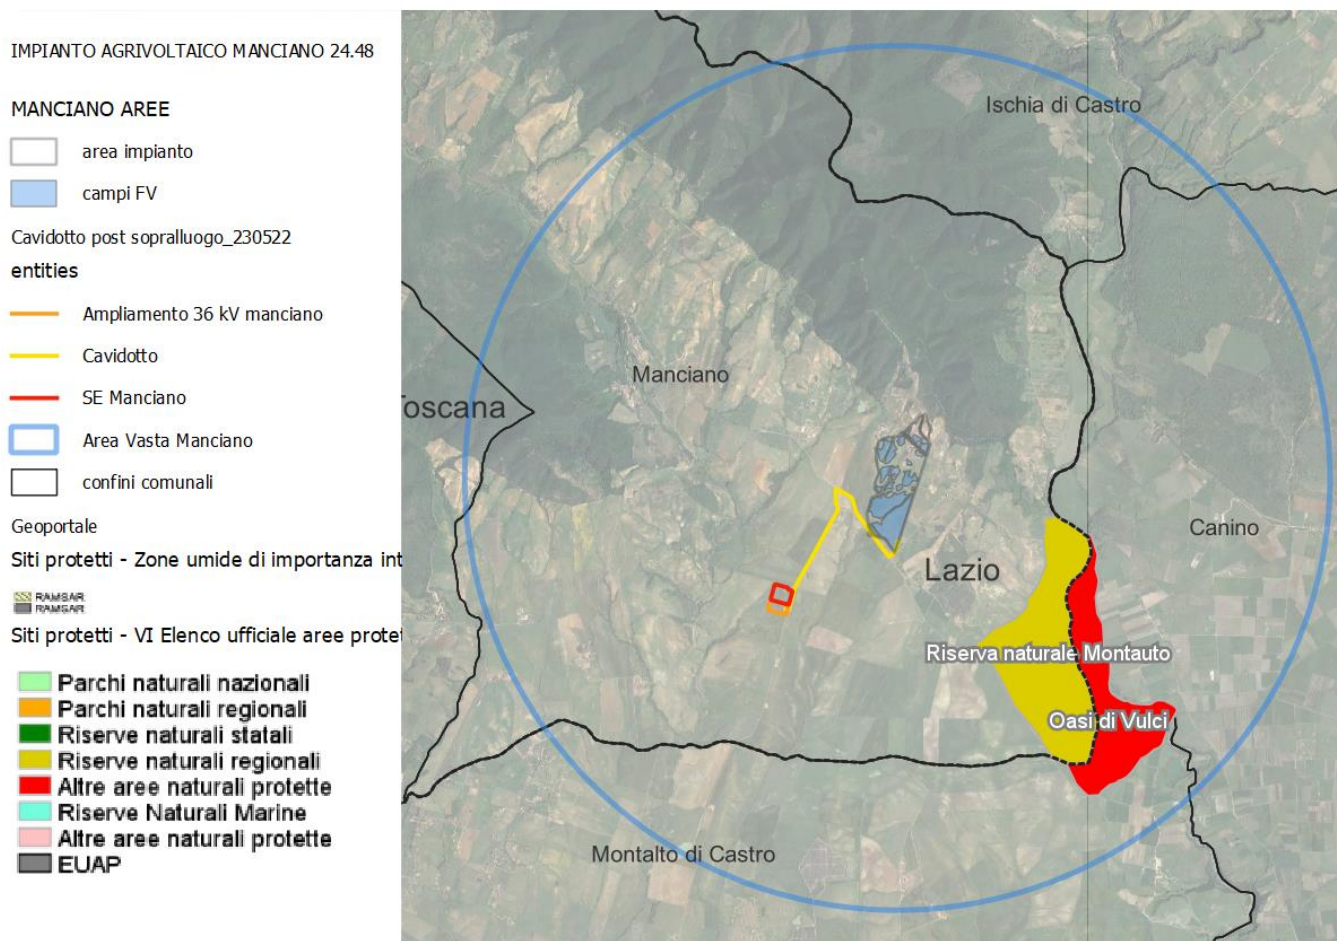 IMPIANTO AGRIVOLTAICO MANCIANO 24.48
MANCIANO AREE
area impianto
campi FV
Cavidotto post sopralluogo_230522
entities
Ampliamento 36 kV manciano
Cavidotto
SE Manciano
Area Vasta Manciano
confini comunali
Geoportale
Siti protetti - Zone umide di importanza int
RAMSAR
RAMSAR
Siti protetti - VI Elenco ufficiale aree prote
Parchi naturali nazionali
Parchi naturali regionali
Riserve naturali statali
Riserve naturali regionali
Altre aree naturali protette
Riserve Naturali Marine
Altre aree naturali protette
EUAP
Ischia di Castro
Manciano
Toscana
Canino
Lazio
Riserva naturale Montauto
Oasi di Vulci
Montalto di Castro